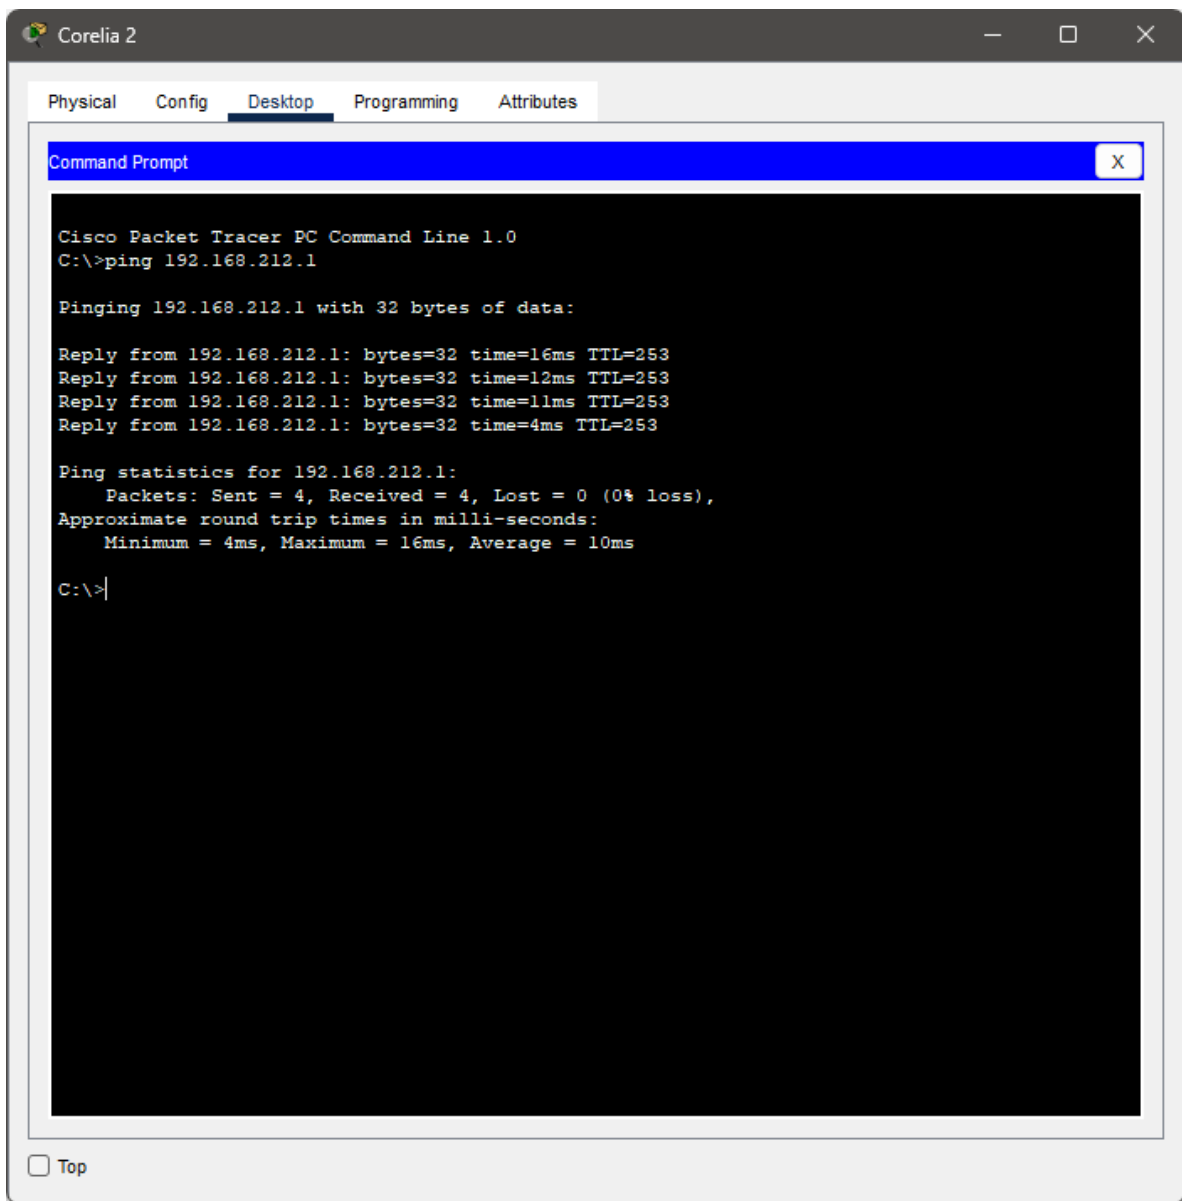 Corelia 2
Physical Config Desktop Programming Attributes
Command Prompt X
Cisco Packet Tracer PC Command Line 1.0
C:\>ping 192.168.212.1
Pinging 192.168.212.1 with 32 bytes of data:
Reply from 192.168.212.1: bytes=32 time=16ms TTL=253
Reply from 192.168.212.1: bytes=32 time=12ms TTL=253
Reply from 192.168.212.1: bytes=32 time=11ms TTL=253
Reply from 192.168.212.1: bytes=32 time=4ms TTL=253
Ping statistics for 192.168.212.1:
Packets: Sent = 4, Received = 4, Lost = 0 (0% loss),
Approximate round trip times in milli-seconds:
Minimum = 4ms, Maximum = 16ms, Average = 10ms
C:\>
Top